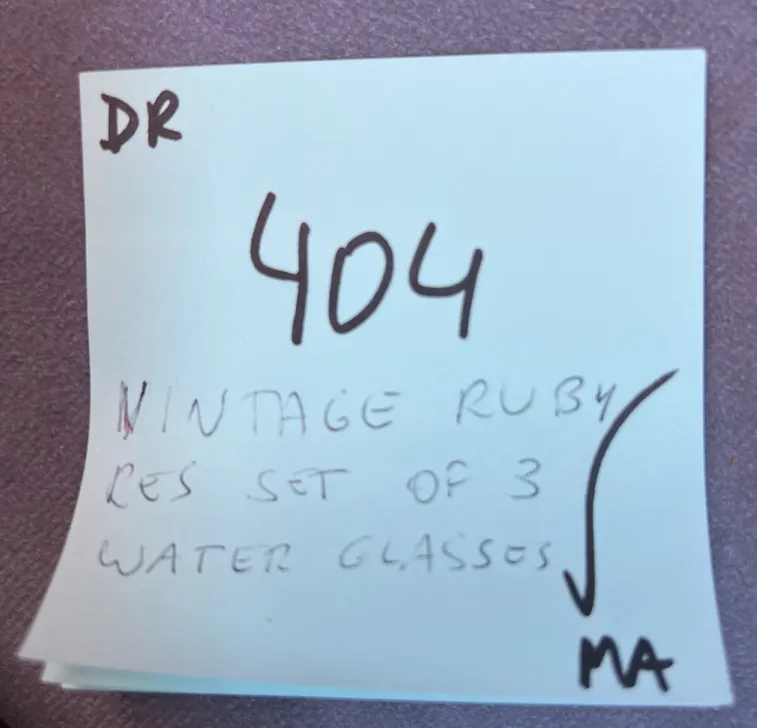 DR
404
VINTAGE RUBY
RES SET OF 3
WATER GLASSES
MA